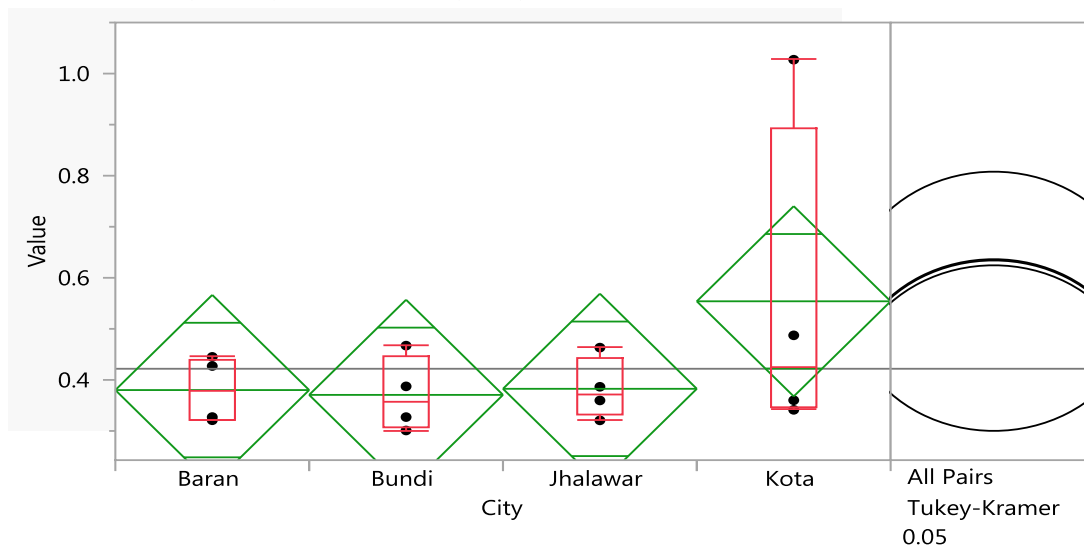 1.0
0.8
0.6
0.4
Value
Baran
Bundi
Jhalawar
Kota
City
All Pairs
Tukey-Kramer
0.05